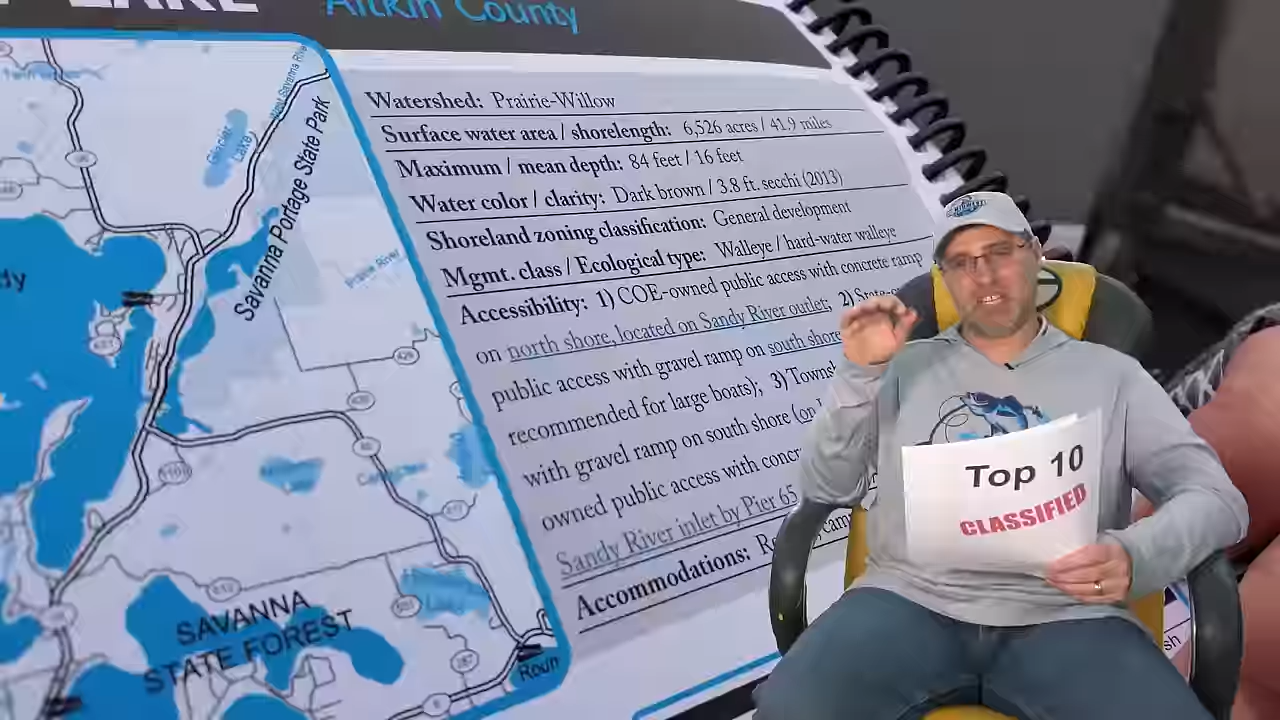 LAKE
Aitkin County
Watershed: Prairie-Willow
Surface water area / shorelength: 6,526 acres / 41.9 miles
Maximum / mean depth: 84 feet / 16 feet
Water color / clarity: Dark brown / 3.8 ft. secchi (2013)
Shoreland zoning classification: General development
Mgmt. class / Ecological type: Walleye / hard-water walleye
Accessibility: 1) COE-owned public access with concrete ramp
on north shore, located on Sandy River outlet; 2)
public access with gravel ramp on south shore
recommended for large boats); 3)
with gravel ramp on south shore
owned public access with
Sandy River inlet by Pier 65
Accommodations:
Savanna Portage State Park
Glacier
Lake
Prairie River
SAVANNA
STATE FOREST
Top 10
CLASSIFIED